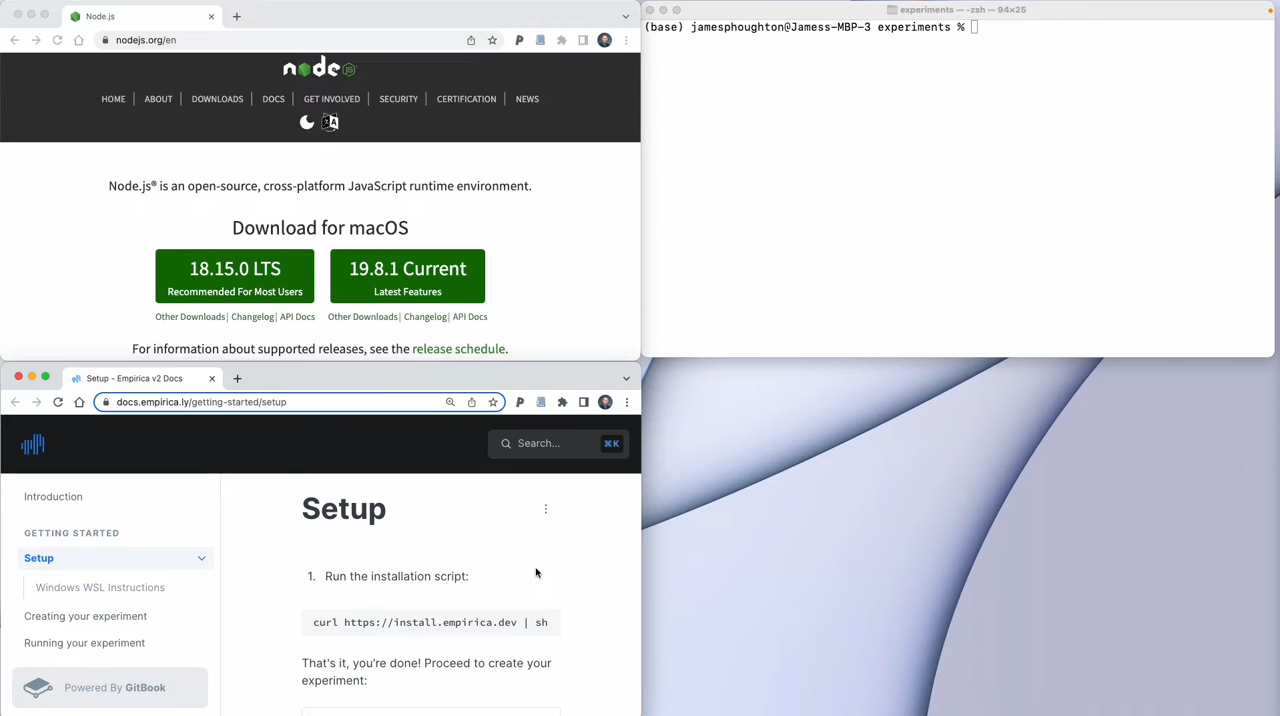 Node.js
nodejs.org/en
node
JS
HOME
ABOUT
DOWNLOADS
DOCS
GET INVOLVED
SECURITY
CERTIFICATION
NEWS
Node.js® is an open-source, cross-platform JavaScript runtime environment.
Download for macOS
18.15.0 LTS
Recommended For Most Users
19.8.1 Current
Latest Features
Other Downloads| Changelog| API Docs
Other Downloads| Changelog| API Docs
For information about supported releases, see the release schedule.
experiments — -zsh — 94×25
(base) jamesphoughton@Jamess-MBP-3 experiments %
Setup - Empirica v2 Docs
docs.empirica.ly/getting-started/setup
Search...
⌘K
Introduction
GETTING STARTED
Setup
Windows WSL Instructions
Creating your experiment
Running your experiment
Powered By GitBook
Setup
1. Run the installation script:
curl https://install.empirica.dev | sh
That's it, you're done! Proceed to create your
experiment: